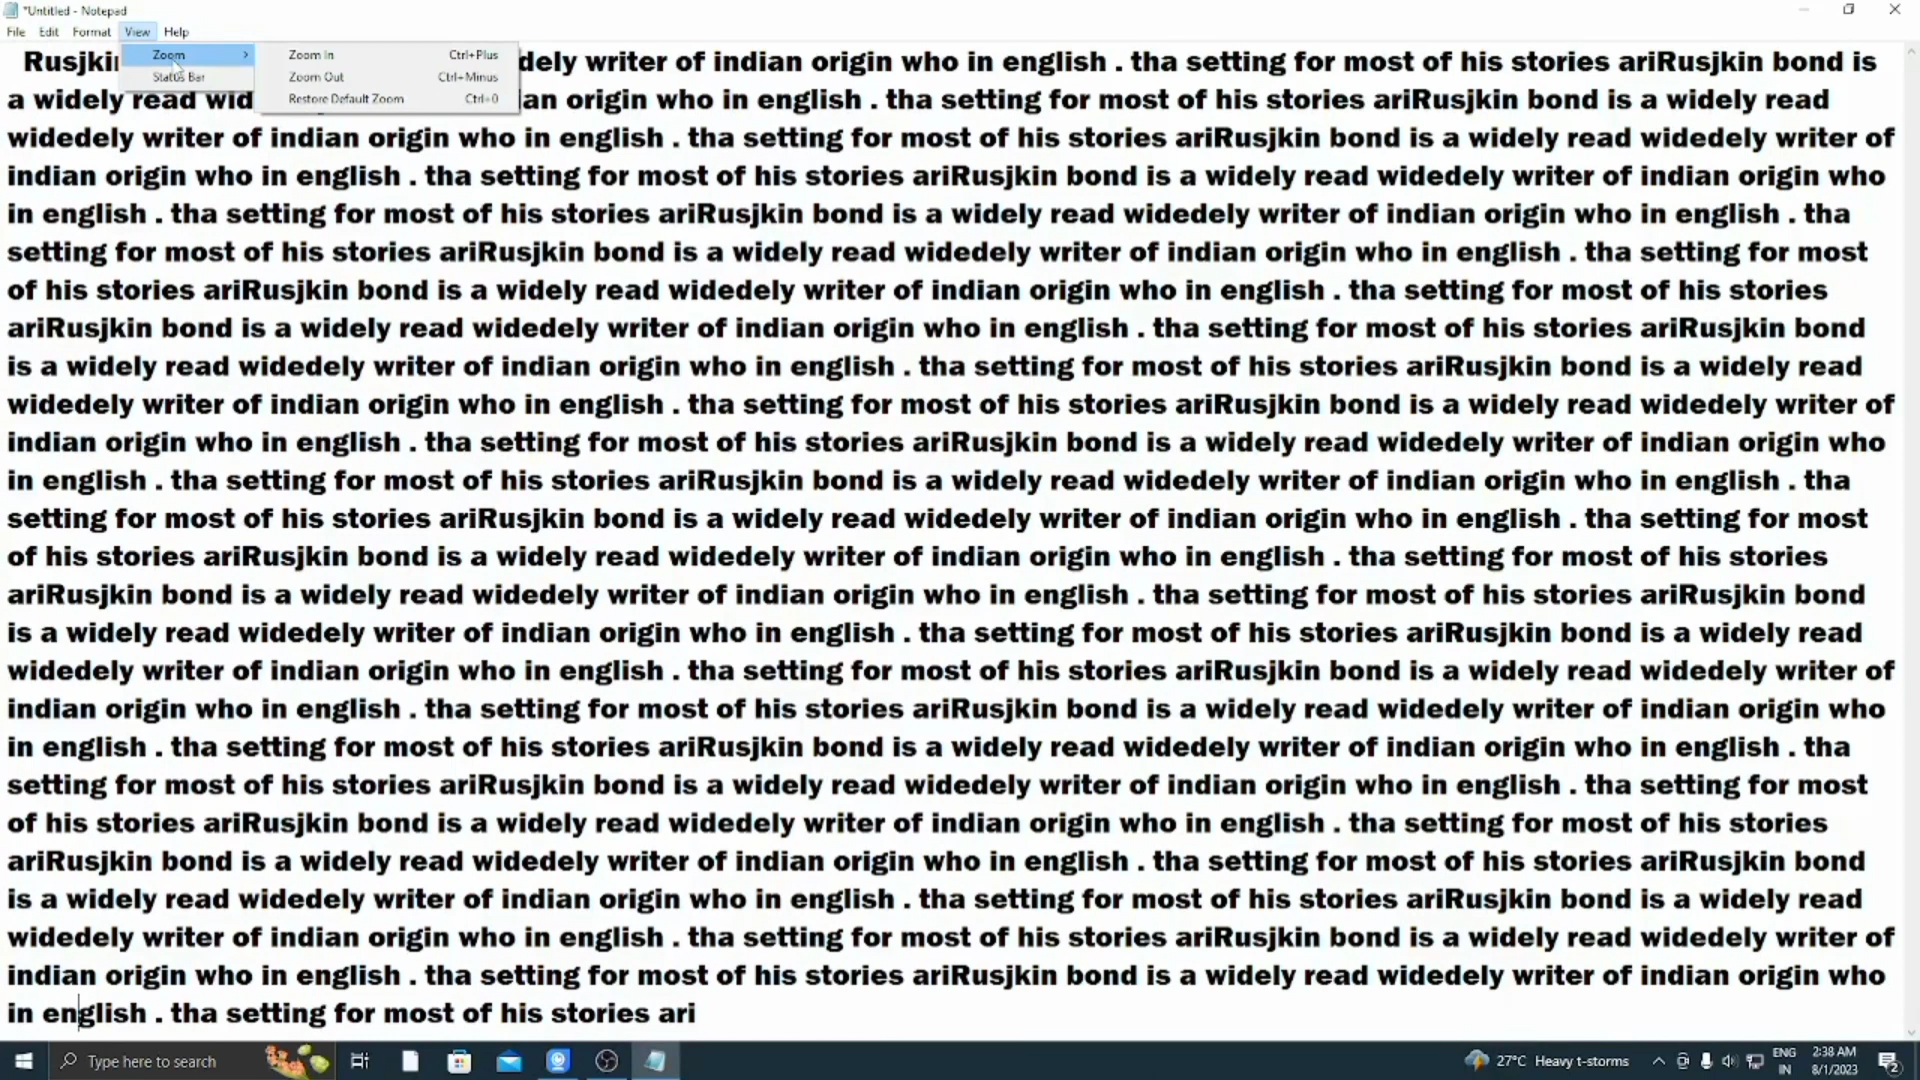 *Untitled - Notepad
File Edit Format View Help
Zoom
Status Bar
Zoom In Ctrl+Plus
Zoom Out Ctrl+Minus
Restore Default Zoom Ctrl+0
Rusjkin dely writer of indian origin who in english . tha setting for most of his stories ariRusjkin bond is
a widely read wid an origin who in english . tha setting for most of his stories ariRusjkin bond is a widely read
widedely writer of indian origin who in english . tha setting for most of his stories ariRusjkin bond is a widely read widedely writer of
indian origin who in english . tha setting for most of his stories ariRusjkin bond is a widely read widedely writer of indian origin who
in english . tha setting for most of his stories ariRusjkin bond is a widely read widedely writer of indian origin who in english . tha
setting for most of his stories ariRusjkin bond is a widely read widedely writer of indian origin who in english . tha setting for most
of his stories ariRusjkin bond is a widely read widedely writer of indian origin who in english . tha setting for most of his stories
ariRusjkin bond is a widely read widedely writer of indian origin who in english . tha setting for most of his stories ariRusjkin bond
is a widely read widedely writer of indian origin who in english . tha setting for most of his stories ariRusjkin bond is a widely read
widedely writer of indian origin who in english . tha setting for most of his stories ariRusjkin bond is a widely read widedely writer of
indian origin who in english . tha setting for most of his stories ariRusjkin bond is a widely read widedely writer of indian origin who
in english . tha setting for most of his stories ariRusjkin bond is a widely read widedely writer of indian origin who in english . tha
setting for most of his stories ariRusjkin bond is a widely read widedely writer of indian origin who in english . tha setting for most
of his stories ariRusjkin bond is a widely read widedely writer of indian origin who in english . tha setting for most of his stories
ariRusjkin bond is a widely read widedely writer of indian origin who in english . tha setting for most of his stories ariRusjkin bond
is a widely read widedely writer of indian origin who in english . tha setting for most of his stories ariRusjkin bond is a widely read
widedely writer of indian origin who in english . tha setting for most of his stories ariRusjkin bond is a widely read widedely writer of
indian origin who in english . tha setting for most of his stories ariRusjkin bond is a widely read widedely writer of indian origin who
in english . tha setting for most of his stories ariRusjkin bond is a widely read widedely writer of indian origin who in english . tha
setting for most of his stories ariRusjkin bond is a widely read widedely writer of indian origin who in english . tha setting for most
of his stories ariRusjkin bond is a widely read widedely writer of indian origin who in english . tha setting for most of his stories
ariRusjkin bond is a widely read widedely writer of indian origin who in english . tha setting for most of his stories ariRusjkin bond
is a widely read widedely writer of indian origin who in english . tha setting for most of his stories ariRusjkin bond is a widely read
widedely writer of indian origin who in english . tha setting for most of his stories ariRusjkin bond is a widely read widedely writer of
indian origin who in english . tha setting for most of his stories ariRusjkin bond is a widely read widedely writer of indian origin who
in english . tha setting for most of his stories ari
Type here to search
27°C Heavy t-storms
ENG
IN
2:38 AM
8/1/2023
2